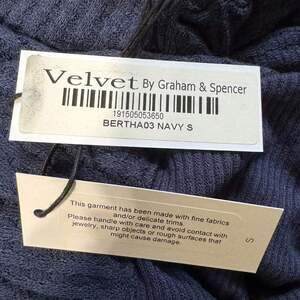 Velvet By Graham & Spencer
191505053650
BERTHA03 NAVY S
This garment has been made with fine fabrics
and/or delicate trims.
Please handle with care and avoid contact with
jewelry, sharp objects or rough surfaces that
might cause damage.
S